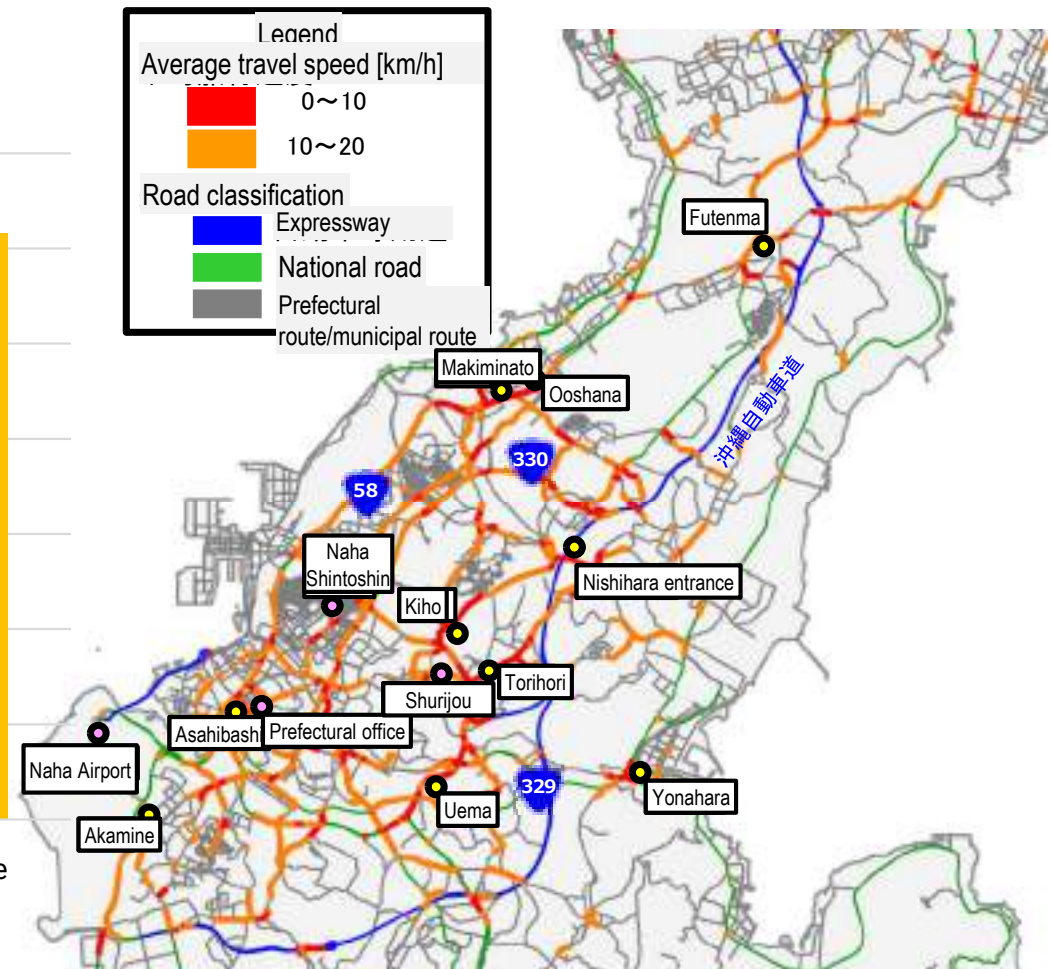 Legend
Average travel speed [km/h]
0～10
10～20
Road classification
Expressway
National road
Prefectural
route/municipal route
Futenma
Makiminato
Ooshana
沖縄自動車道
330
58
Naha
Shintoshin
Nishihara entrance
Kiho
Torihori
Shurijou
Asahibashi
Prefectural office
Naha Airport
329
Yonahara
Uema
Akamine
e